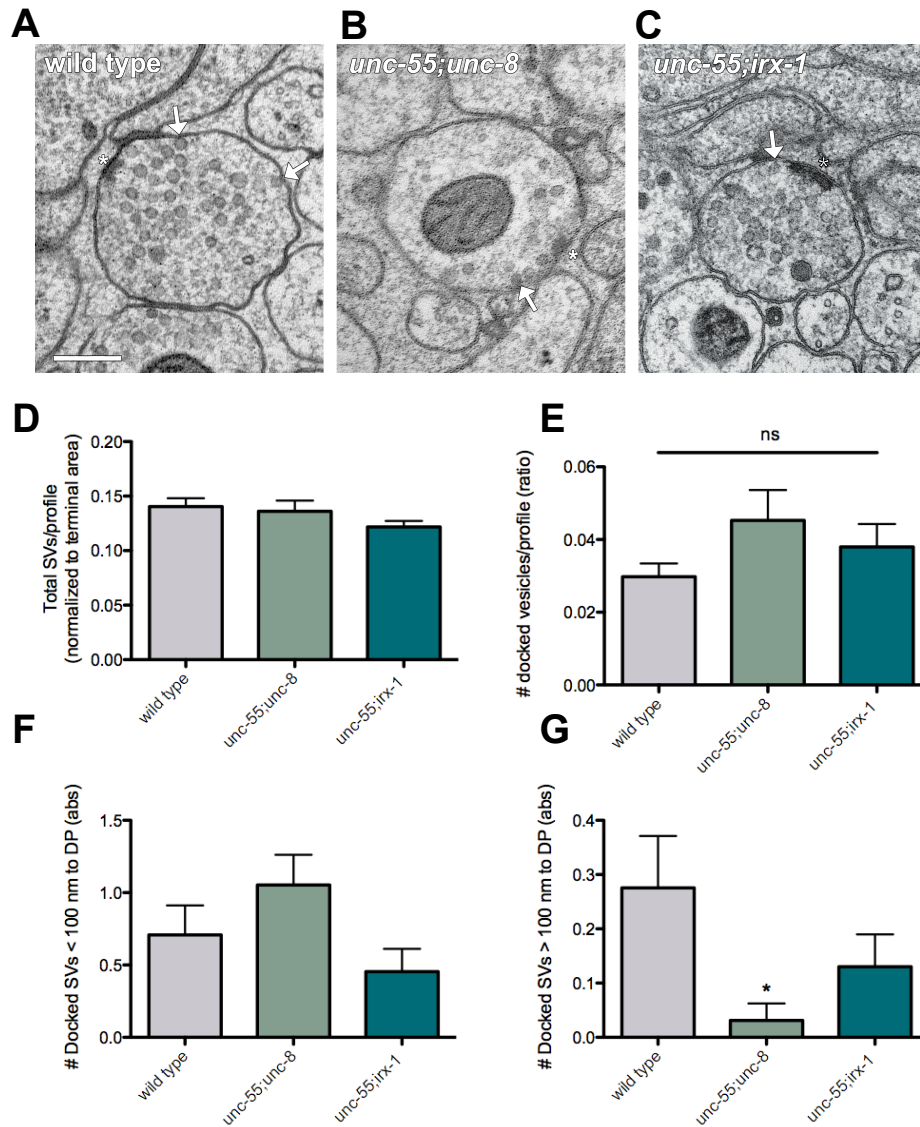 A
B
C
wild type
unc-55;unc-8
unc-55;irx-1
*
*
*
D
E
Total SVs/profile
(normalized to terminal area)
0.20
0.15
0.10
0.05
0.00
wild type
unc-55;unc-8
unc-55;irx-1
ns
# docked vesicles/profile (ratio)
0.06
0.04
0.02
0.00
wild type
unc-55;unc-8
unc-55;irx-1
F
G
# Docked SVs < 100 nm to DP (abs)
1.5
1.0
0.5
0.0
wild type
unc-55;unc-8
unc-55;irx-1
# Docked SVs > 100 nm to DP (abs)
0.4
0.3
0.2
0.1
0.0
*
wild type
unc-55;unc-8
unc-55;irx-1